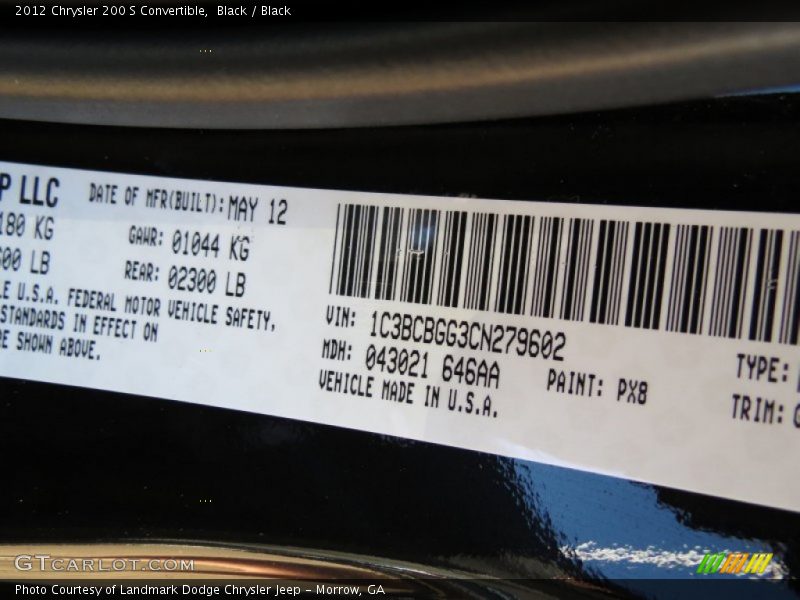 2012 Chrysler 200 S Convertible,  Black / Black
P LLC DATE OF MFR(BUILT): MAY 12
180 KG GAWR: 01044 KG
00 LB REAR: 02300 LB
E U.S.A. FEDERAL MOTOR VEHICLE SAFETY,
STANDARDS IN EFFECT ON
E SHOWN ABOVE.
VIN: 1C3BCBGG3CN279602 TYPE:
MDH: 043021 646AA PAINT: PX8 TRIM:
VEHICLE MADE IN U.S.A.
GTCARLOT.COM
Photo Courtesy of Landmark Dodge Chrysler Jeep – Morrow, GA